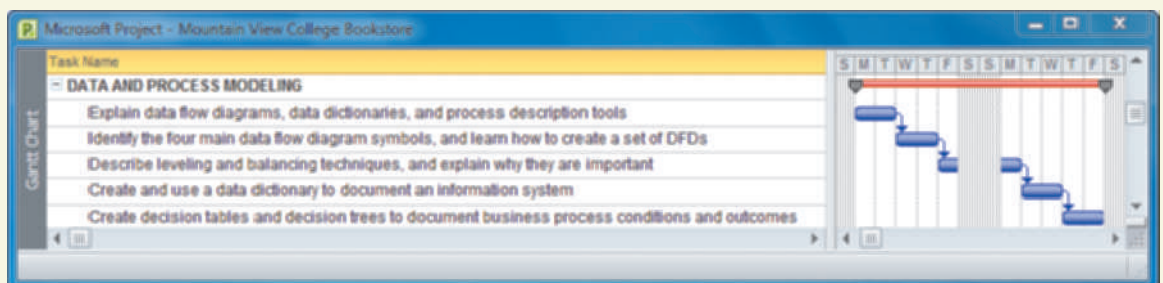 Microsoft Project - Mountain View College Bookstore
Task Name
S M T W T F S S M T W T F S
DATA AND PROCESS MODELING
Explain data flow diagrams, data dictionaries, and process description tools
Identify the four main data flow diagram symbols, and learn how to create a set of DFDs
Describe leveling and balancing techniques, and explain why they are important
Create and use a data dictionary to document an information system
Create decision tables and decision trees to document business process conditions and outcomes
Gantt Chart